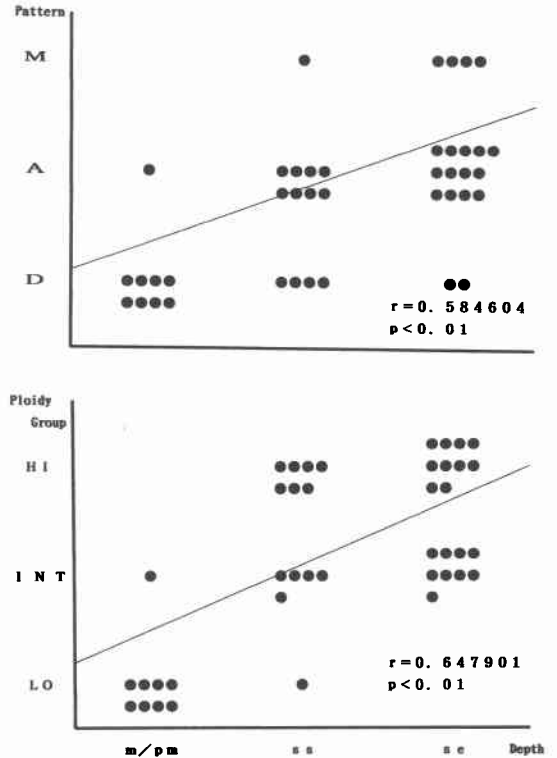 Pattern
M
A
D
r=0. 584604
p<0. 01
Ploidy
Group
HI
INT
LO
r=0. 647901
p<0. 01
m/pm ss se Depth